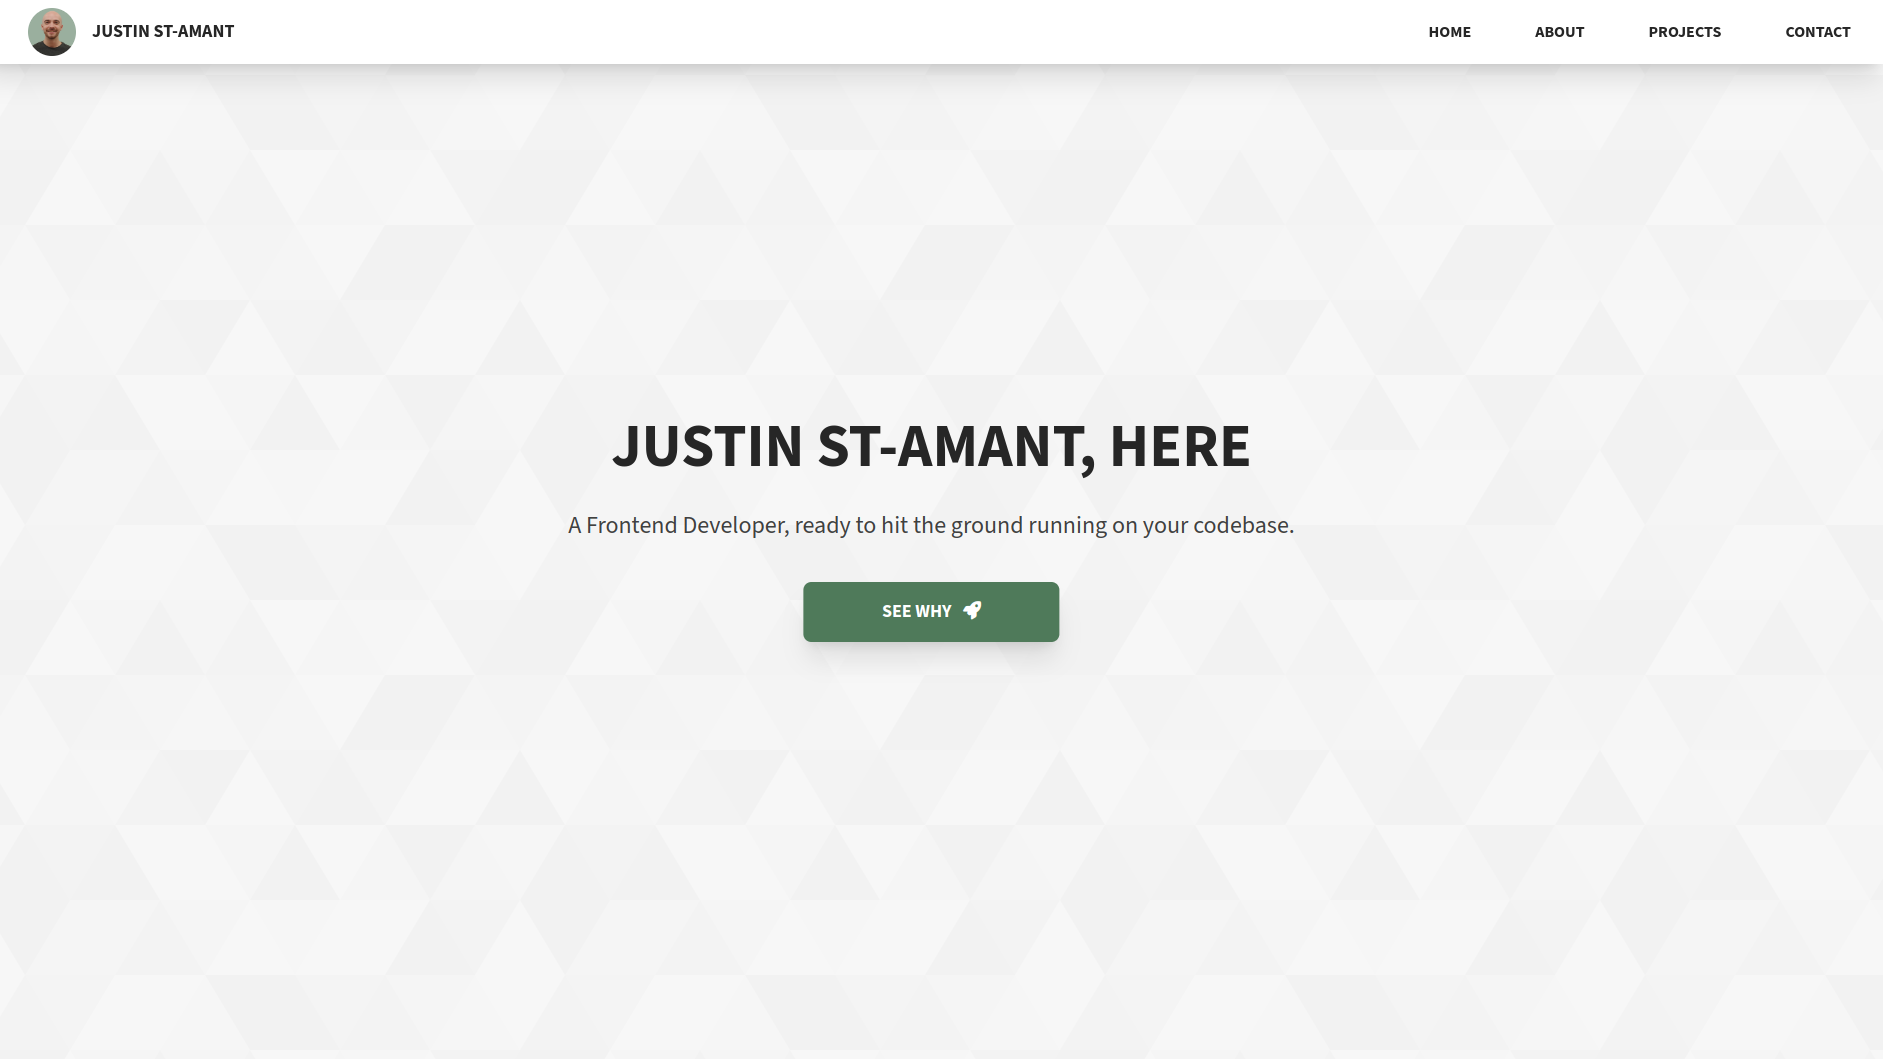 JUSTIN ST-AMANT
HOME
ABOUT
PROJECTS
CONTACT
JUSTIN ST-AMANT, HERE
A Frontend Developer, ready to hit the ground running on your codebase.
SEE WHY